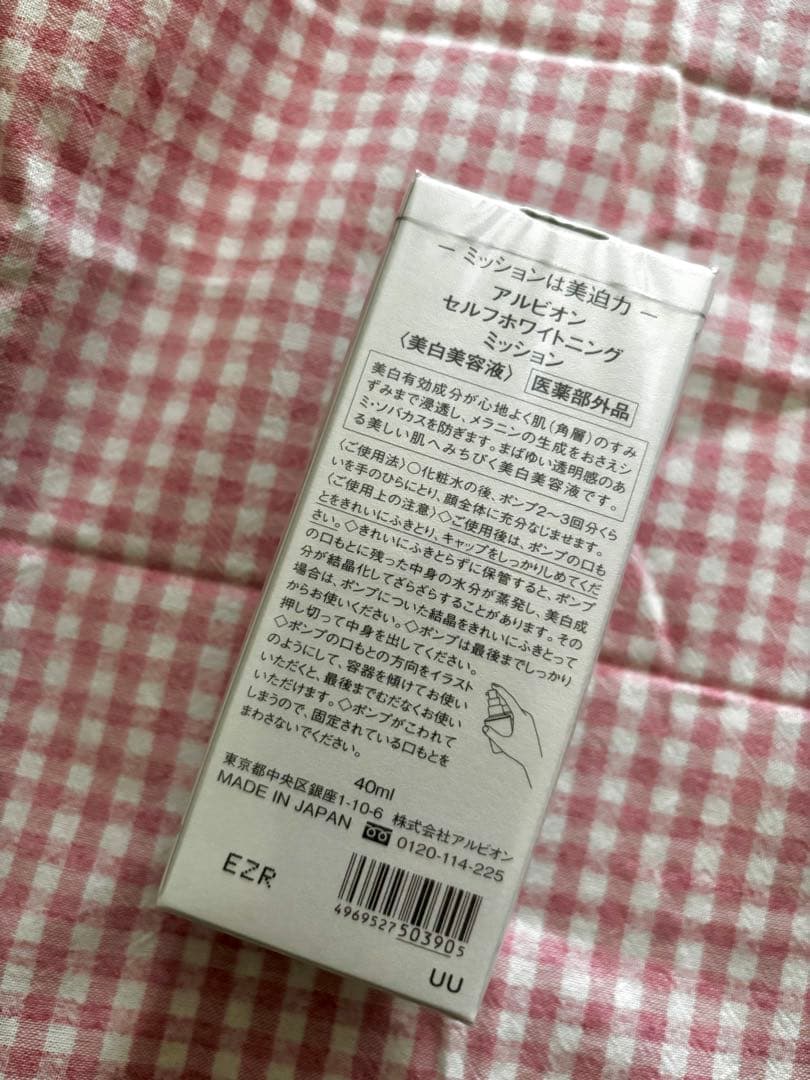 — ミッションは美迫力 —
アルビオン
セルフホワイトニング
ミッション
〈美白美容液〉 医薬部外品
美白有効成分が心地よく肌(角層)のすみ
ずみまで浸透し、メラニンの生成をおさえシ
ミ・ソバカスを防ぎます。まばゆい透明感のあ
る美しい肌へみちびく美白美容液です。
〈ご使用法〉○化粧水の後、ポンプ2〜3回分くら
いを手のひらにとり、顔全体に充分なじませます。
〈ご使用上の注意〉◇ご使用後は、ポンプの口も
とをきれいにふきとり、キャップをしっかりしめてくだ
さい。◇きれいにふきとらずに保管すると、ポンプ
の口もとに残った中身の水分が蒸発し、美白成
分が結晶化してざらざらすることがあります。その
場合は、ポンプについた結晶をきれいにふきとって
からお使いください。◇ポンプは最後までしっかり
押し切って中身を出してください。
◇ポンプの口もとの方向をイラスト
のようにして、容器を傾けてお使い
いただくと、最後までむだなくお使い
いただけます。◇ポンプがこわれて
しまうので、固定されている口もとを
まわさないでください。
40ml
東京都中央区銀座1-10-6 株式会社アルビオン
MADE IN JAPAN 0120-114-225
EZR
4969527503905
UU